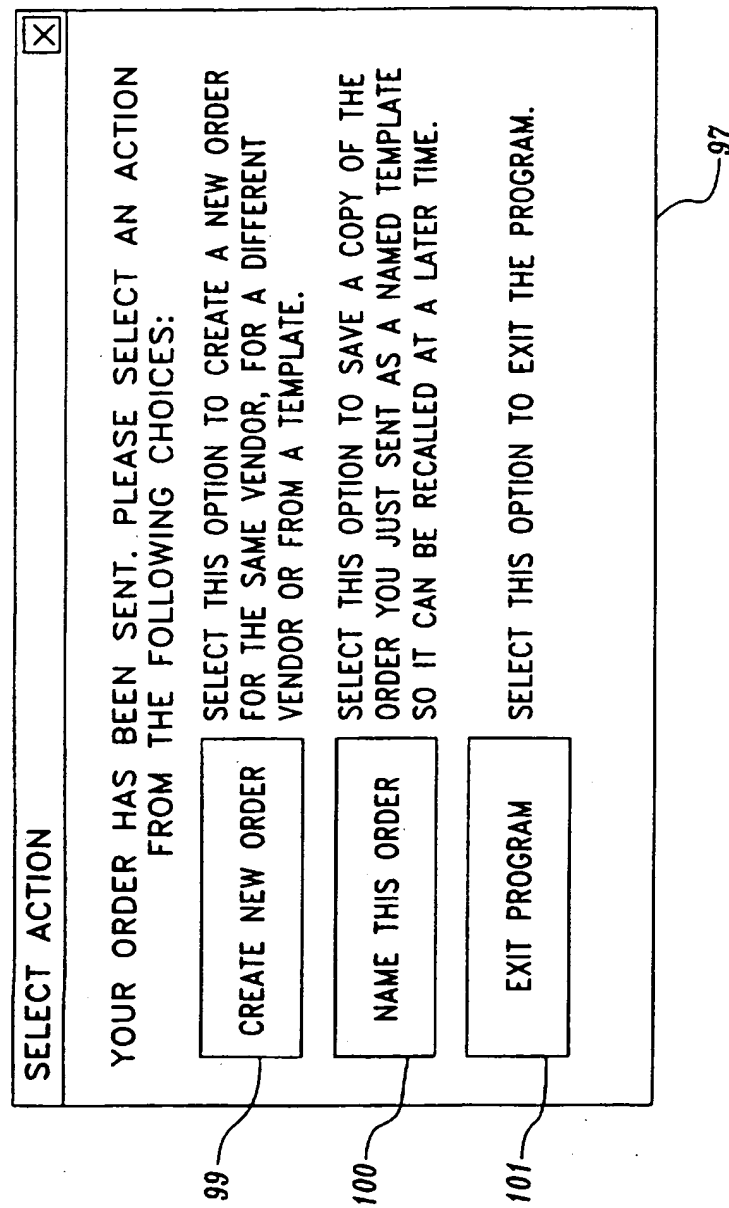 SELECT ACTION
X
YOUR ORDER HAS BEEN SENT. PLEASE SELECT AN ACTION
FROM THE FOLLOWING CHOICES:
99
CREATE NEW ORDER
SELECT THIS OPTION TO CREATE A NEW ORDER
FOR THE SAME VENDOR, FOR A DIFFERENT
VENDOR OR FROM A TEMPLATE.
100
NAME THIS ORDER
SELECT THIS OPTION TO SAVE A COPY OF THE
ORDER YOU JUST SENT AS A NAMED TEMPLATE
SO IT CAN BE RECALLED AT A LATER TIME.
101
EXIT PROGRAM
SELECT THIS OPTION TO EXIT THE PROGRAM.
97